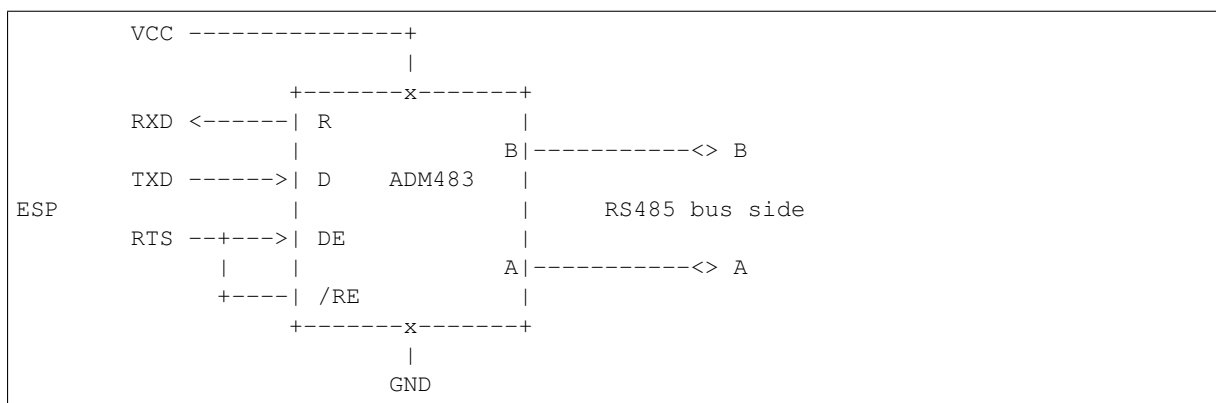 VCC ---------------+
|
+-------x-------+
RXD <------| R |
| B|-----------<> B
TXD ------>| D ADM483 |
ESP | | RS485 bus side
RTS --+--->| DE |
| | A|-----------<> A
+----| /RE |
+-------x-------+
|
GND